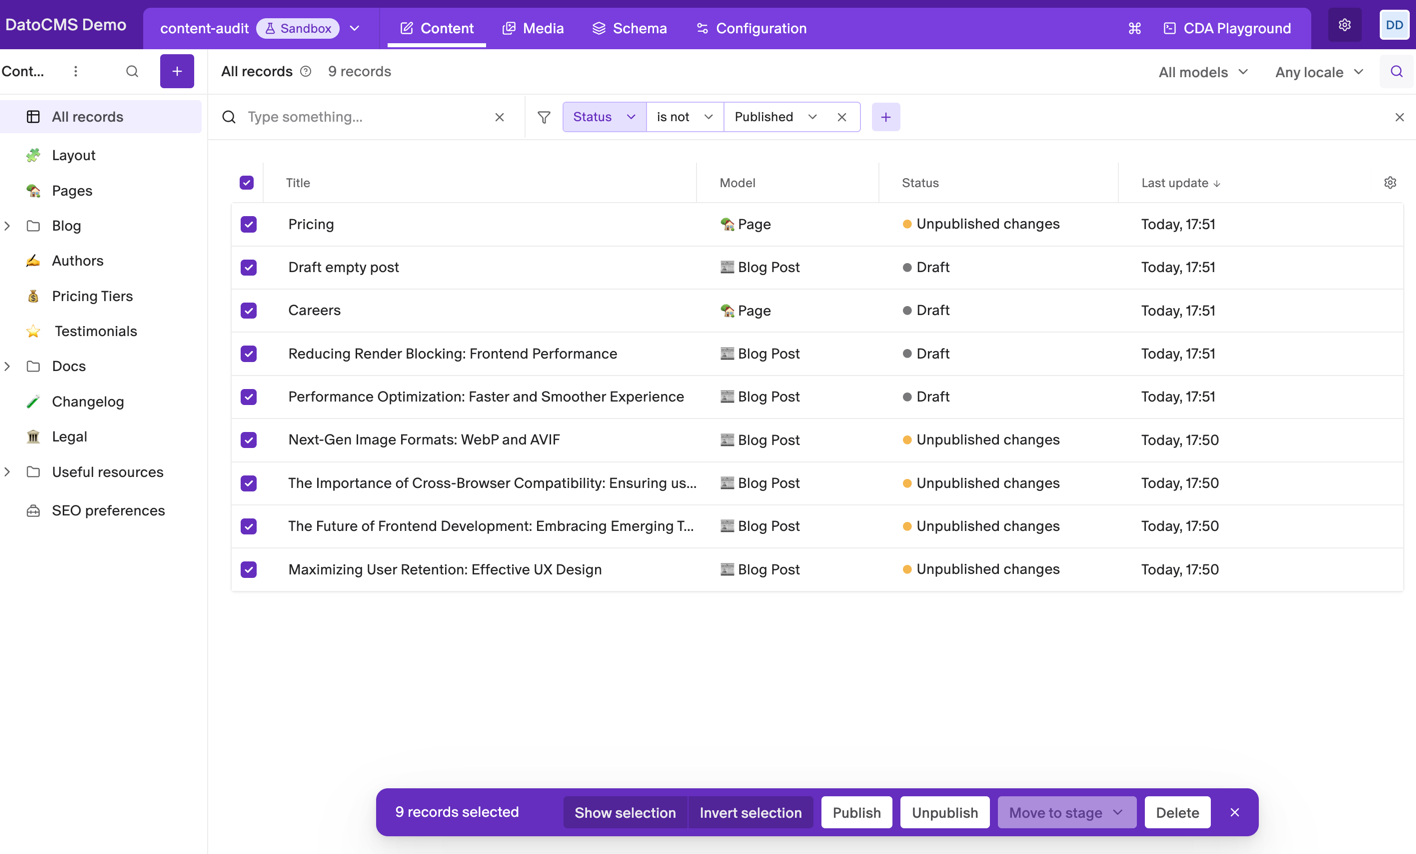 DatoCMS Demo
content-audit Sandbox
Content
Media
Schema
Configuration
CDA Playground
DD
Cont...
All records
9 records
All models
Any locale
All records
Layout
Pages
Blog
Authors
Pricing Tiers
Testimonials
Docs
Changelog
Legal
Useful resources
SEO preferences
Type something...
Status is not Published
Title Model Status Last update
Pricing Page Unpublished changes Today, 17:51
Draft empty post Blog Post Draft Today, 17:51
Careers Page Draft Today, 17:51
Reducing Render Blocking: Frontend Performance Blog Post Draft Today, 17:51
Performance Optimization: Faster and Smoother Experience Blog Post Draft Today, 17:51
Next-Gen Image Formats: WebP and AVIF Blog Post Unpublished changes Today, 17:50
The Importance of Cross-Browser Compatibility: Ensuring us... Blog Post Unpublished changes Today, 17:50
The Future of Frontend Development: Embracing Emerging T... Blog Post Unpublished changes Today, 17:50
Maximizing User Retention: Effective UX Design Blog Post Unpublished changes Today, 17:50
9 records selected Show selection Invert selection Publish Unpublish Move to stage Delete